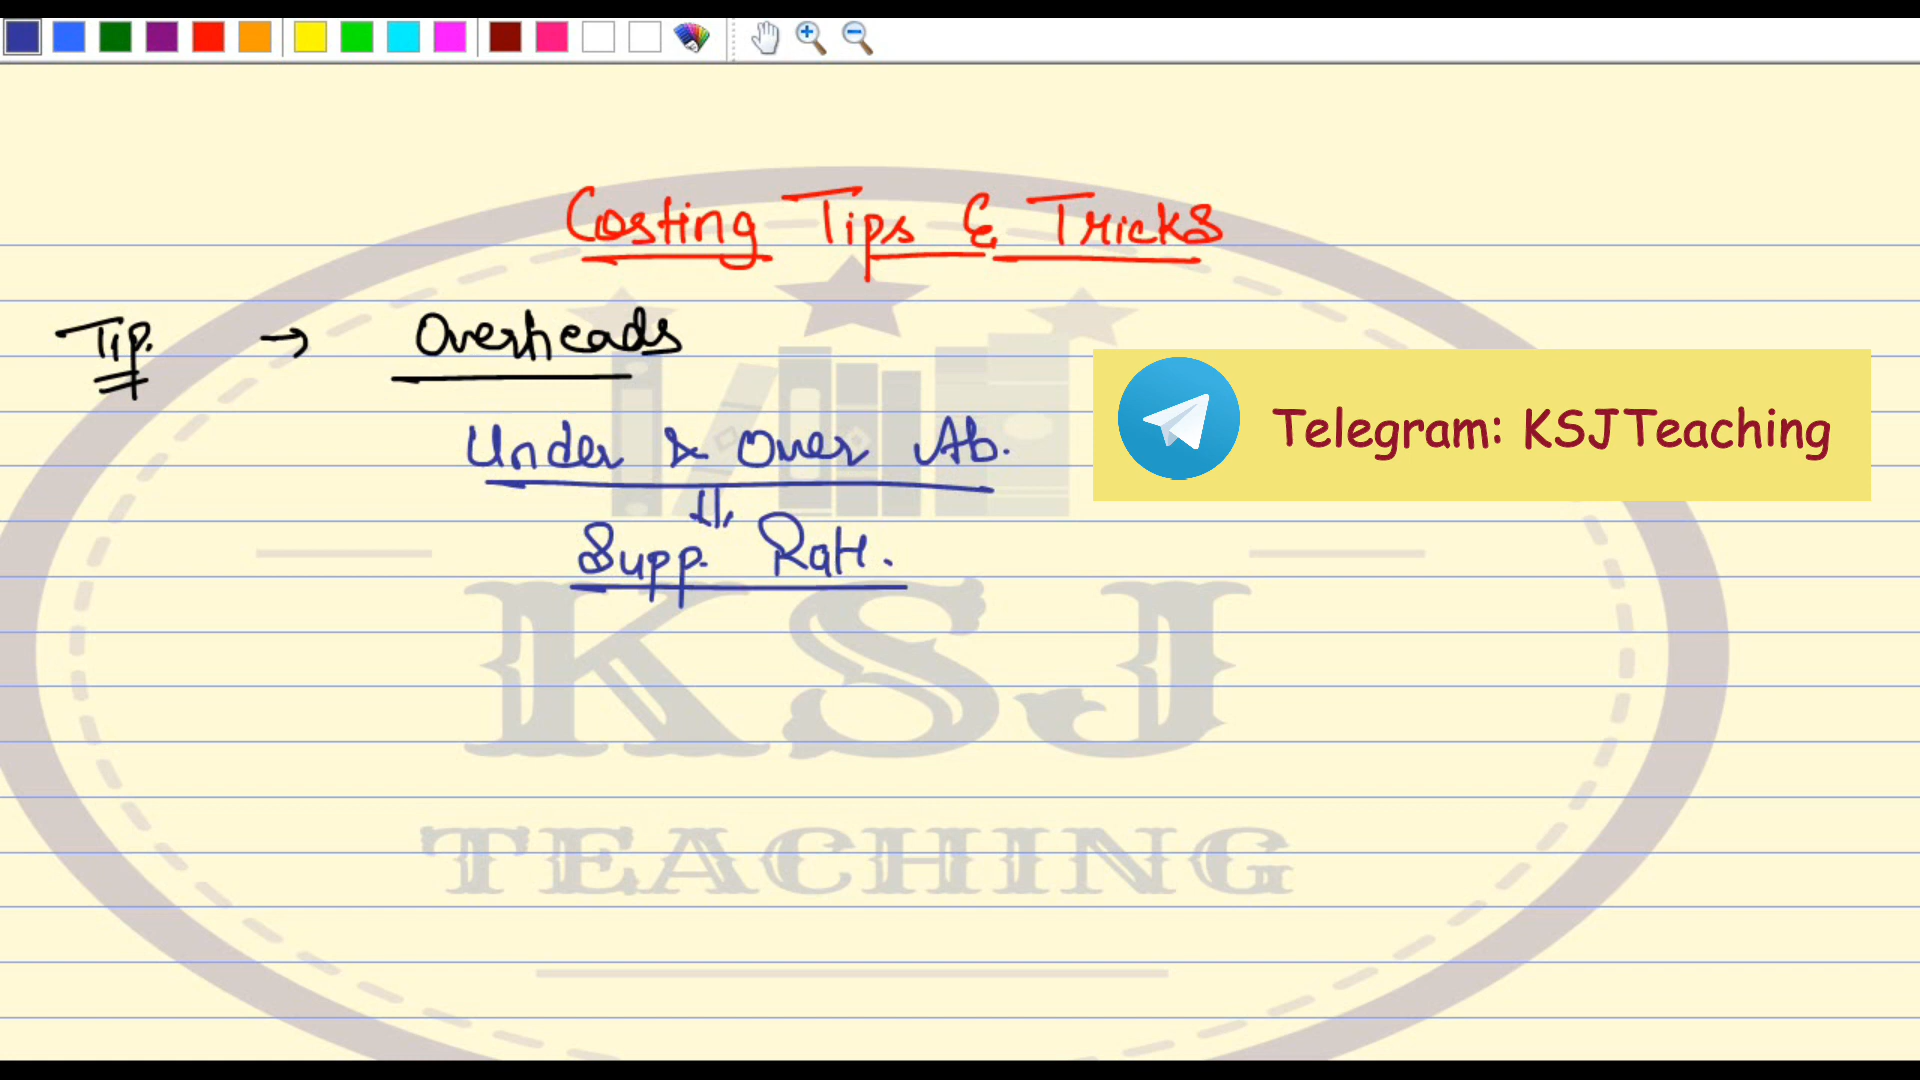 Costing Tips & Tricks
Tip. → Overheads
Telegram: KSJTeaching
Under & Over Ab.
Supp. Rate.
KSJ
TEACHING